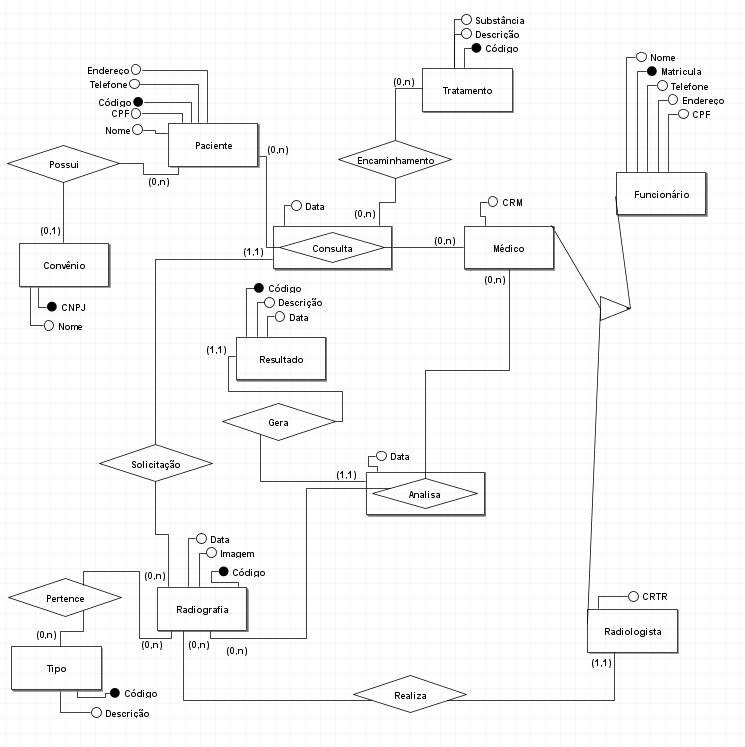 Substância
Descrição
Código
Tratamento
(0,n)
Nome
Matricula
Telefone
Endereço
CPF
Funcionário
Endereço
Telefone
Código
CPF
Nome
Paciente
(0,n)
Possui
(0,n)
Encaminhamento
(0,n)
Data
CRM
(0,1)
(1,1)
Consulta
(0,n)
Médico
Convênio
(0,n)
CNPJ
Nome
Código
Descrição
Data
(1,1)
Resultado
Gera
Solicitação
Data
(1,1)
Analisa
Data
Imagem
Código
(0,n)
Pertence
Radiografia
CRTR
Radiologista
(0,n)
(0,n)
(0,n)
(0,n)
(1,1)
Tipo
Código
Descrição
Realiza